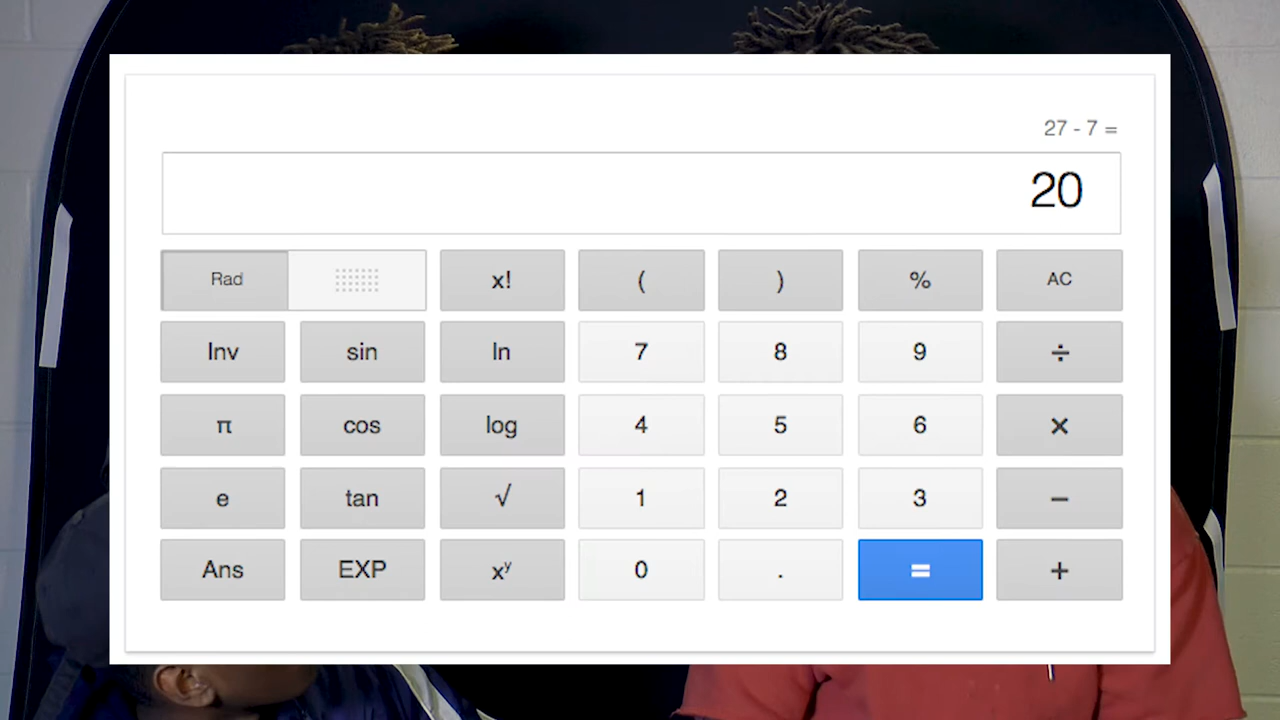 27 - 7 =
20
Rad x! ( ) % AC
Inv sin ln 7 8 9 ÷
π cos log 4 5 6 ×
e tan √ 1 2 3 −
Ans EXP xʸ 0 . = +